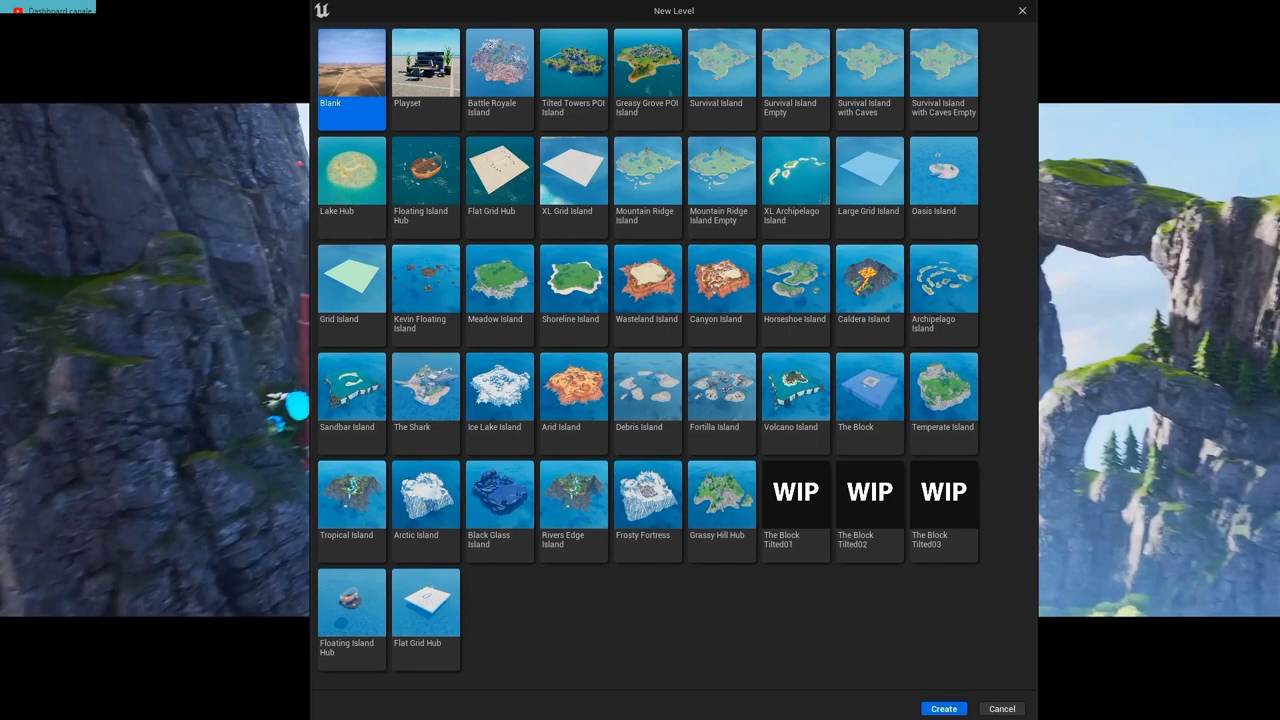 Dashboard canale
New Level
Blank
Playset
Battle Royale
Island
Tilted Towers POI
Island
Greasy Grove POI
Island
Survival Island
Survival Island
Empty
Survival Island
with Caves
Survival Island
with Caves Empty
Lake Hub
Floating Island
Hub
Flat Grid Hub
XL Grid Island
Mountain Ridge
Island
Mountain Ridge
Island Empty
XL Archipelago
Island
Large Grid Island
Oasis Island
Grid Island
Kevin Floating
Island
Meadow Island
Shoreline Island
Wasteland Island
Canyon Island
Horseshoe Island
Caldera Island
Archipelago
Island
Sandbar Island
The Shark
Ice Lake Island
Arid Island
Debris Island
Fortilla Island
Volcano Island
The Block
Temperate Island
Tropical Island
Arctic Island
Black Glass
Island
Rivers Edge
Island
Frosty Fortress
Grassy Hill Hub
WIP
The Block
Tilted01
WIP
The Block
Tilted02
WIP
The Block
Tilted03
Floating Island
Hub
Flat Grid Hub
Create
Cancel